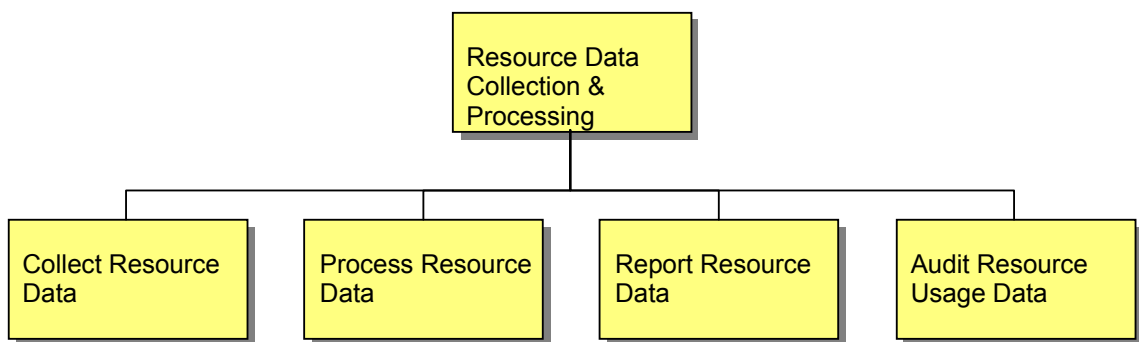 Resource Data
Collection &
Processing
Collect Resource
Data
Process Resource
Data
Report Resource
Data
Audit Resource
Usage Data